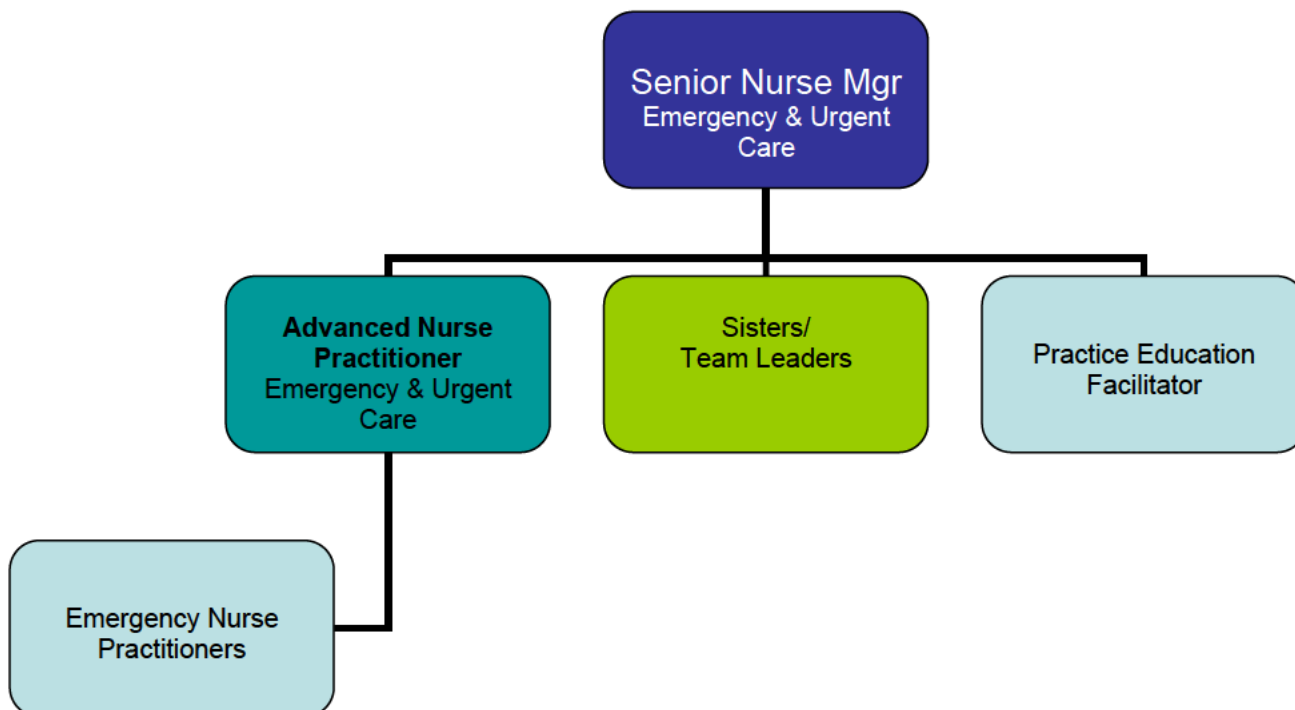 Senior Nurse Mgr
Emergency & Urgent
Care
Advanced Nurse
Practitioner
Emergency & Urgent
Care
Sisters/
Team Leaders
Practice Education
Facilitator
Emergency Nurse
Practitioners